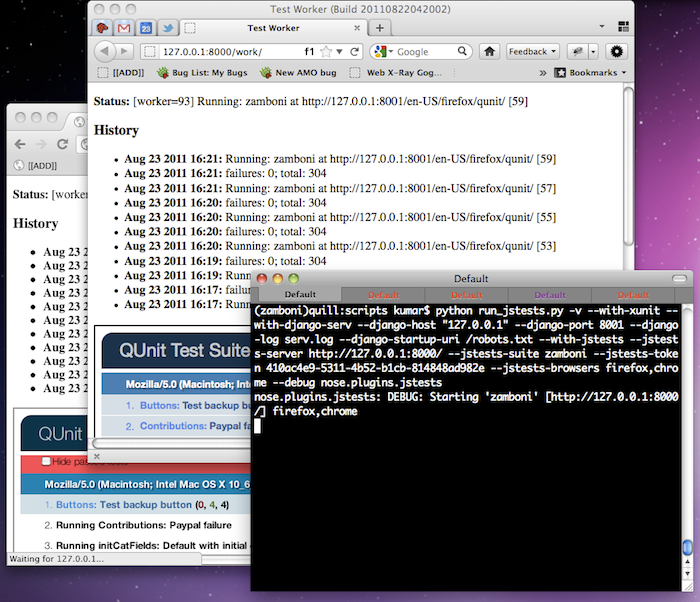 Test Worker (Build 20110822042002)
Test Worker
127.0.0.1:8000/work/
f1
Google
Feedback
[[ADD]]
Bug List: My Bugs
New AMO bug
Web X-Ray Gog...
Bookmarks
Status: [worker=93] Running: zamboni at http://127.0.0.1:8001/en-US/firefox/qunit/ [59]
History
Aug 23 2011 16:21: Running: zamboni at http://127.0.0.1:8001/en-US/firefox/qunit/ [59]
Aug 23 2011 16:21: failures: 0; total: 304
Aug 23 2011 16:21: Running: zamboni at http://127.0.0.1:8001/en-US/firefox/qunit/ [57]
Aug 23 2011 16:20: failures: 0; total: 304
Aug 23 2011 16:20: Running: zamboni at http://127.0.0.1:8001/en-US/firefox/qunit/ [55]
Aug 23 2011 16:20: failures: 0; total: 304
Aug 23 2011 16:20: Running: zamboni at http://127.0.0.1:8001/en-US/firefox/qunit/ [53]
Aug 23 2011 16:19: failures: 0; total: 304
Aug 23 2011 16:19: Runn
Aug 23 2011 16:17: failure
Aug 23 2011 16:17: Runn
QUnit Test Suite
Mozilla/5.0 (Macintosh; Intel Mac
1. Buttons: Test backup butto
2. Contributions: Paypal fa
[[ADD]]
Status: [worke
History
Aug 23 2
Aug 23 2
Aug 23 2
Aug 23 2
Aug 23 2
Aug 23 2
Aug 23 2
Aug 23 2
Aug 23 2
Aug 23 2
Aug 23 2
QUnit
Hide passed tests
Mozilla/5.0 (Macintosh; Intel Mac OS X 10_6
1. Buttons: Test backup button (0, 4, 4)
2. Running Contributions: Paypal failure
3. Running initCatFields: Default with initial
Waiting for 127.0.0.1...
Default
Default
Default
Default
Default
Default
(zamboni)quill:scripts kumar$ python run_jstests.py -v --with-xunit --
with-django-serv --django-host "127.0.0.1" --django-port 8001 --django
-log serv.log --django-startup-uri /robots.txt --with-jstests --jstest
s-server http://127.0.0.1:8000/ --jstests-suite zamboni --jstests-toke
n 410ac4e9-5311-4b52-b1cb-814848ad982e --jstests-browsers firefox,chro
me --debug nose.plugins.jstests
nose.plugins.jstests: DEBUG: Starting 'zamboni' [http://127.0.0.1:8000
/] firefox,chrome